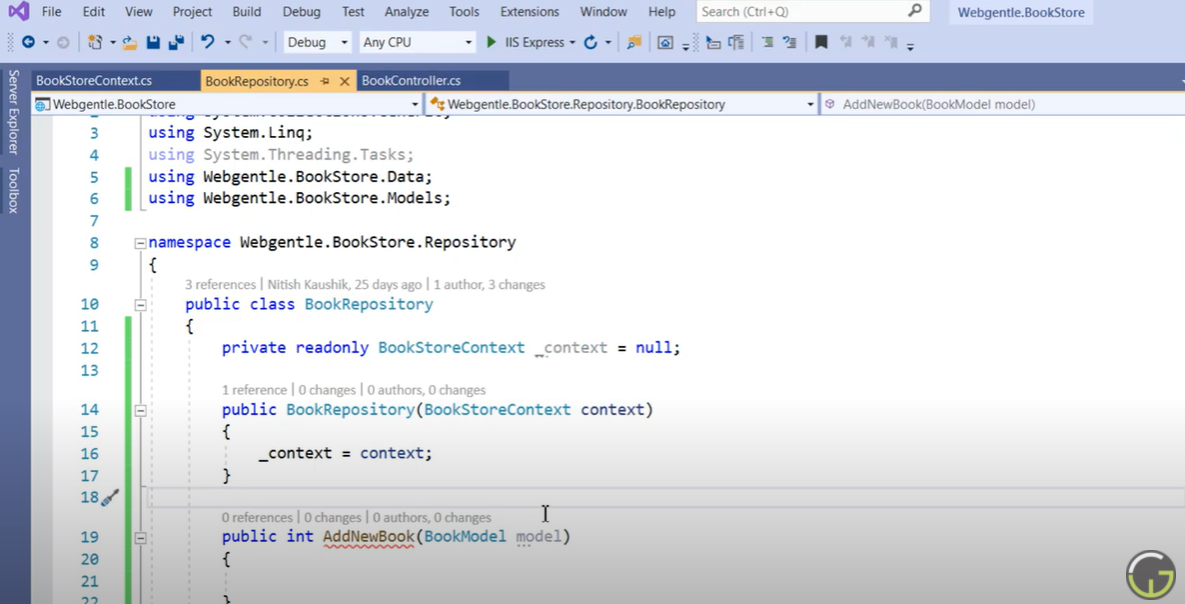 File Edit View Project Build Debug Test Analyze Tools Extensions Window Help Search (Ctrl+Q) Webgentle.BookStore
Debug Any CPU IIS Express
Server Explorer
Toolbox
BookStoreContext.cs BookRepository.cs BookController.cs
Webgentle.BookStore Webgentle.BookStore.Repository.BookRepository AddNewBook(BookModel model)
3 using System.Linq;
4 using System.Threading.Tasks;
5 using Webgentle.BookStore.Data;
6 using Webgentle.BookStore.Models;
7
8 namespace Webgentle.BookStore.Repository
9 {
3 references | Nitish Kaushik, 25 days ago | 1 author, 3 changes
10 public class BookRepository
11 {
12 private readonly BookStoreContext _context = null;
13
1 reference | 0 changes | 0 authors, 0 changes
14 public BookRepository(BookStoreContext context)
15 {
16 _context = context;
17 }
18
0 references | 0 changes | 0 authors, 0 changes
19 public int AddNewBook(BookModel model)
20 {
21
22 }